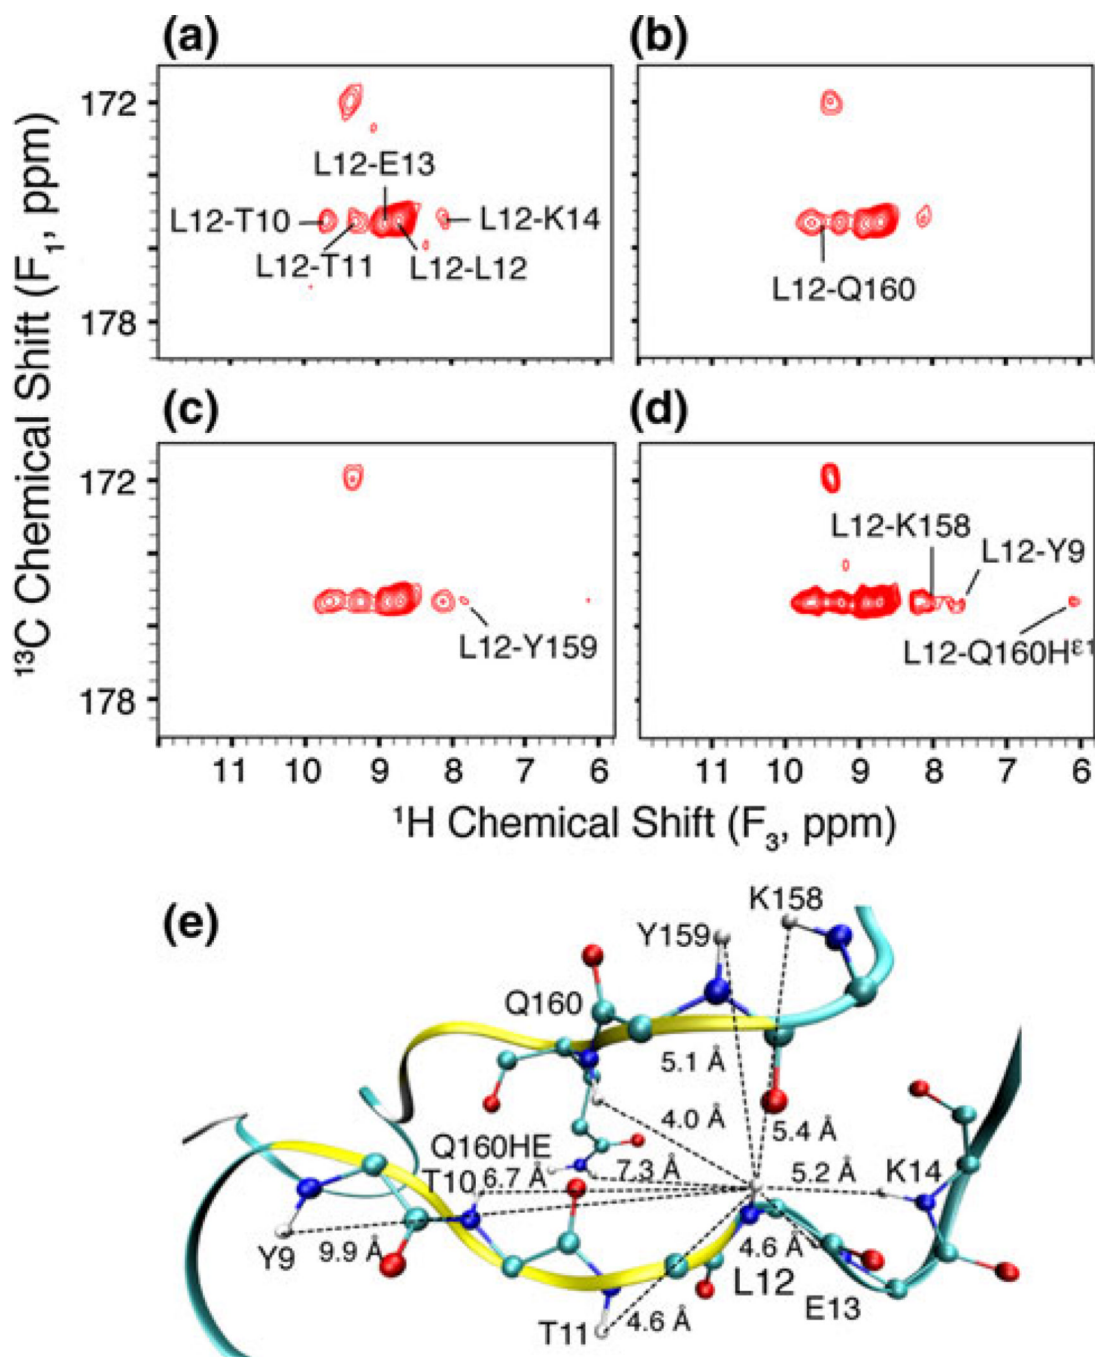 (a)
(b)
172
178
L12-E13
L12-T10
L12-K14
L12-T11
L12-L12
L12-Q160
(c)
(d)
172
178
L12-Y159
L12-K158
L12-Y9
L12-Q160Hᵋ¹
11 10 9 8 7 6
11 10 9 8 7 6
¹³C Chemical Shift (F₁, ppm)
¹H Chemical Shift (F₃, ppm)
(e)
K158
Y159
Q160
5.1 Å
4.0 Å
5.4 Å
Q160HE
T10
6.7 Å
7.3 Å
5.2 Å
K14
Y9
9.9 Å
4.6 Å
L12
E13
T11
4.6 Å